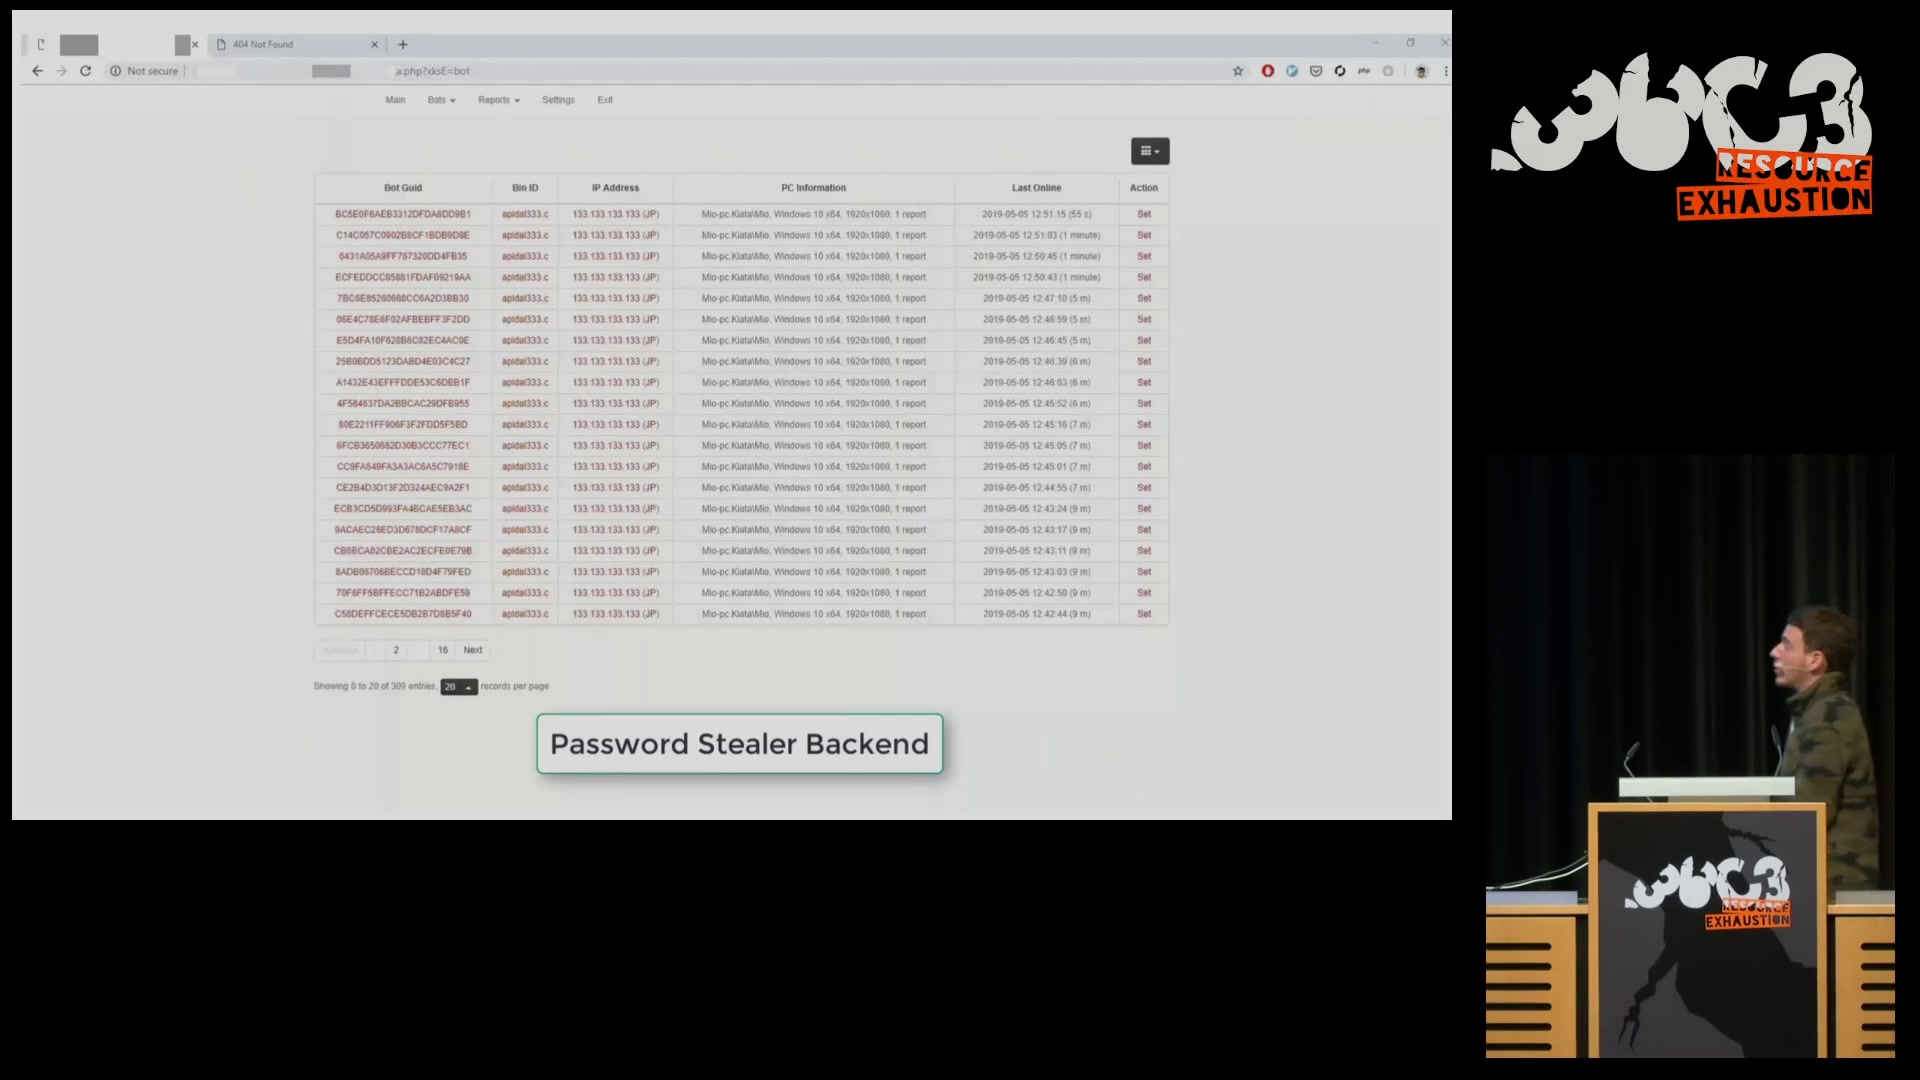 404 Not Found
Not secure
a.php?xksE=bot
php
Main Bots Reports Settings Exit
Bot Guid Bin ID IP Address PC Information Last Online Action
BC5E0F6AEB3312DFDA8DD9B1 apidal333.c 133.133.133.133 (JP) Mio-pc.Kiata\Mio, Windows 10 x64, 1920x1080, 1 report 2019-05-05 12:51:15 (55 s) Set
C14C057C0902B8CF1BDB9D8E apidal333.c 133.133.133.133 (JP) Mio-pc.Kiata\Mio, Windows 10 x64, 1920x1080, 1 report 2019-05-05 12:51:03 (1 minute) Set
6431A05A9FF767320DD4FB35 apidal333.c 133.133.133.133 (JP) Mio-pc.Kiata\Mio, Windows 10 x64, 1920x1080, 1 report 2019-05-05 12:50:45 (1 minute) Set
ECFEDDCC85881FDAF09219AA apidal333.c 133.133.133.133 (JP) Mio-pc.Kiata\Mio, Windows 10 x64, 1920x1080, 1 report 2019-05-05 12:50:43 (1 minute) Set
7BC6E85260688CC6A2D3BB30 apidal333.c 133.133.133.133 (JP) Mio-pc.Kiata\Mio, Windows 10 x64, 1920x1080, 1 report 2019-05-05 12:47:10 (5 m) Set
06E4C78E6F02AFBEBFF3F2DD apidal333.c 133.133.133.133 (JP) Mio-pc.Kiata\Mio, Windows 10 x64, 1920x1080, 1 report 2019-05-05 12:46:59 (5 m) Set
E5D4FA10F628B6C82EC4AC0E apidal333.c 133.133.133.133 (JP) Mio-pc.Kiata\Mio, Windows 10 x64, 1920x1080, 1 report 2019-05-05 12:46:45 (5 m) Set
25B0BDD5123DABD4E03C4C27 apidal333.c 133.133.133.133 (JP) Mio-pc.Kiata\Mio, Windows 10 x64, 1920x1080, 1 report 2019-05-05 12:46:39 (6 m) Set
A1432E43EFFFDDE53C6DBB1F apidal333.c 133.133.133.133 (JP) Mio-pc.Kiata\Mio, Windows 10 x64, 1920x1080, 1 report 2019-05-05 12:46:03 (6 m) Set
4F584637DA2BBCAC29DFB955 apidal333.c 133.133.133.133 (JP) Mio-pc.Kiata\Mio, Windows 10 x64, 1920x1080, 1 report 2019-05-05 12:45:52 (6 m) Set
80E2211FF906F3F2FDD5F5BD apidal333.c 133.133.133.133 (JP) Mio-pc.Kiata\Mio, Windows 10 x64, 1920x1080, 1 report 2019-05-05 12:45:16 (7 m) Set
6FCB3650662D30B3CCC77EC1 apidal333.c 133.133.133.133 (JP) Mio-pc.Kiata\Mio, Windows 10 x64, 1920x1080, 1 report 2019-05-05 12:45:05 (7 m) Set
CC9FA649FA3A3AC6A5C7918E apidal333.c 133.133.133.133 (JP) Mio-pc.Kiata\Mio, Windows 10 x64, 1920x1080, 1 report 2019-05-05 12:45:01 (7 m) Set
CE2B4D3D13F2D324AEC9A2F1 apidal333.c 133.133.133.133 (JP) Mio-pc.Kiata\Mio, Windows 10 x64, 1920x1080, 1 report 2019-05-05 12:44:55 (7 m) Set
ECB3CD5D993FA4BCAE5EB3AC apidal333.c 133.133.133.133 (JP) Mio-pc.Kiata\Mio, Windows 10 x64, 1920x1080, 1 report 2019-05-05 12:43:24 (9 m) Set
9ACAEC26ED3D678DCF17A8CF apidal333.c 133.133.133.133 (JP) Mio-pc.Kiata\Mio, Windows 10 x64, 1920x1080, 1 report 2019-05-05 12:43:17 (9 m) Set
CB6BCA02CBE2AC2ECFE0E79B apidal333.c 133.133.133.133 (JP) Mio-pc.Kiata\Mio, Windows 10 x64, 1920x1080, 1 report 2019-05-05 12:43:11 (9 m) Set
8ADB06706BECCD18D4F79FED apidal333.c 133.133.133.133 (JP) Mio-pc.Kiata\Mio, Windows 10 x64, 1920x1080, 1 report 2019-05-05 12:43:03 (9 m) Set
70F6FF5BFFECC71B2ABDFE59 apidal333.c 133.133.133.133 (JP) Mio-pc.Kiata\Mio, Windows 10 x64, 1920x1080, 1 report 2019-05-05 12:42:50 (9 m) Set
C58DEFFCECE5DB2B7D8B5F40 apidal333.c 133.133.133.133 (JP) Mio-pc.Kiata\Mio, Windows 10 x64, 1920x1080, 1 report 2019-05-05 12:42:44 (9 m) Set
2 16 Next
Showing 0 to 20 of 309 entries, 20 records per page
Password Stealer Backend
36C3
RESOURCE
EXHAUSTION
36C3
RESOURCE
EXHAUSTION